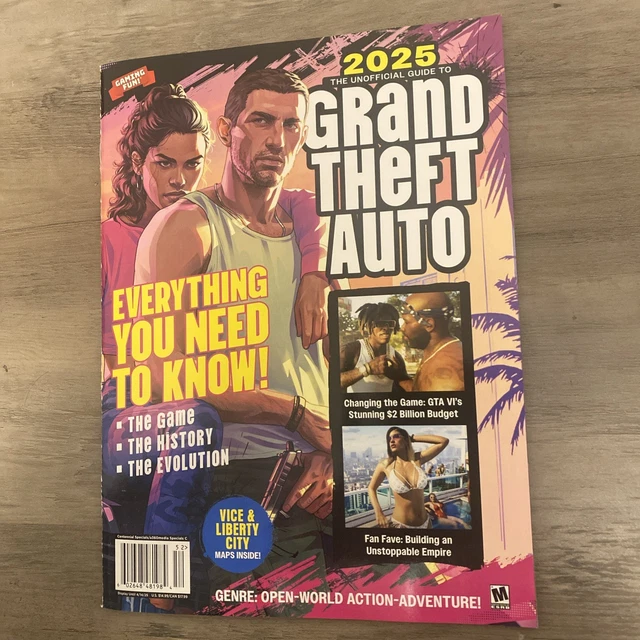 GAMING
FUN!
2025
THE UNOFFICIAL GUIDE TO
GRAND
THEFT
AUTO
EVERYTHING
YOU NEED
TO KNOW!
▪ THE GAME
▪ THE HISTORY
▪ THE EVOLUTION
Changing the Game: GTA VI's
Stunning $2 Billion Budget
VICE &
LIBERTY
CITY
MAPS INSIDE!
Fan Fave: Building an
Unstoppable Empire
52>
GENRE: OPEN-WORLD ACTION-ADVENTURE!
M
ESRB